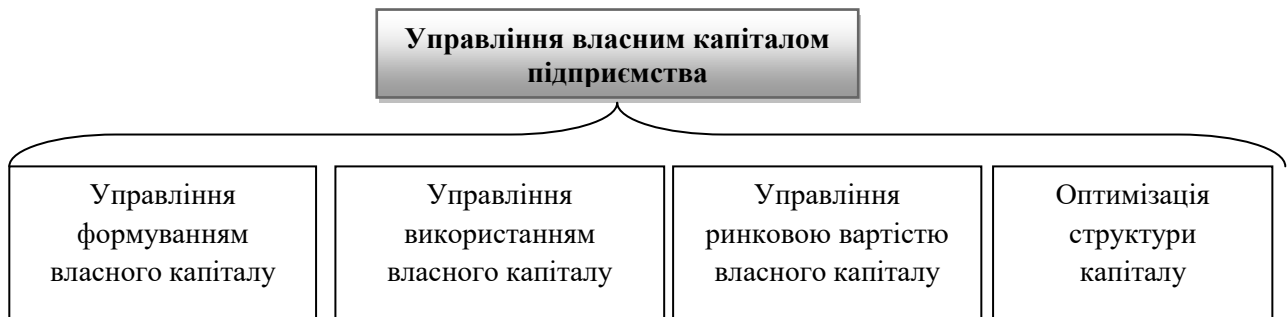 Управління власним капіталом
підприємства
Управління
формуванням
власного капіталу
Управління
використанням
власного капіталу
Управління
ринковою вартістю
власного капіталу
Оптимізація
структури
капіталу